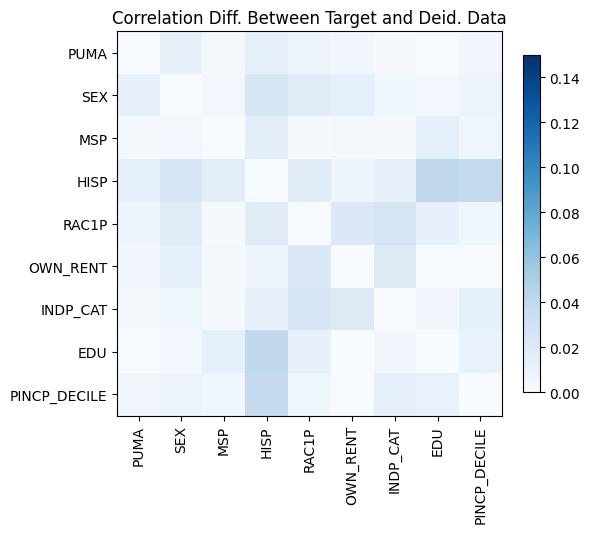 Correlation Diff. Between Target and Deid. Data
PUMA
SEX
MSP
HISP
RAC1P
OWN_RENT
INDP_CAT
EDU
PINCP_DECILE
PUMA
SEX
MSP
HISP
RAC1P
OWN_RENT
INDP_CAT
EDU
PINCP_DECILE
0.14
0.12
0.10
0.08
0.06
0.04
0.02
0.00